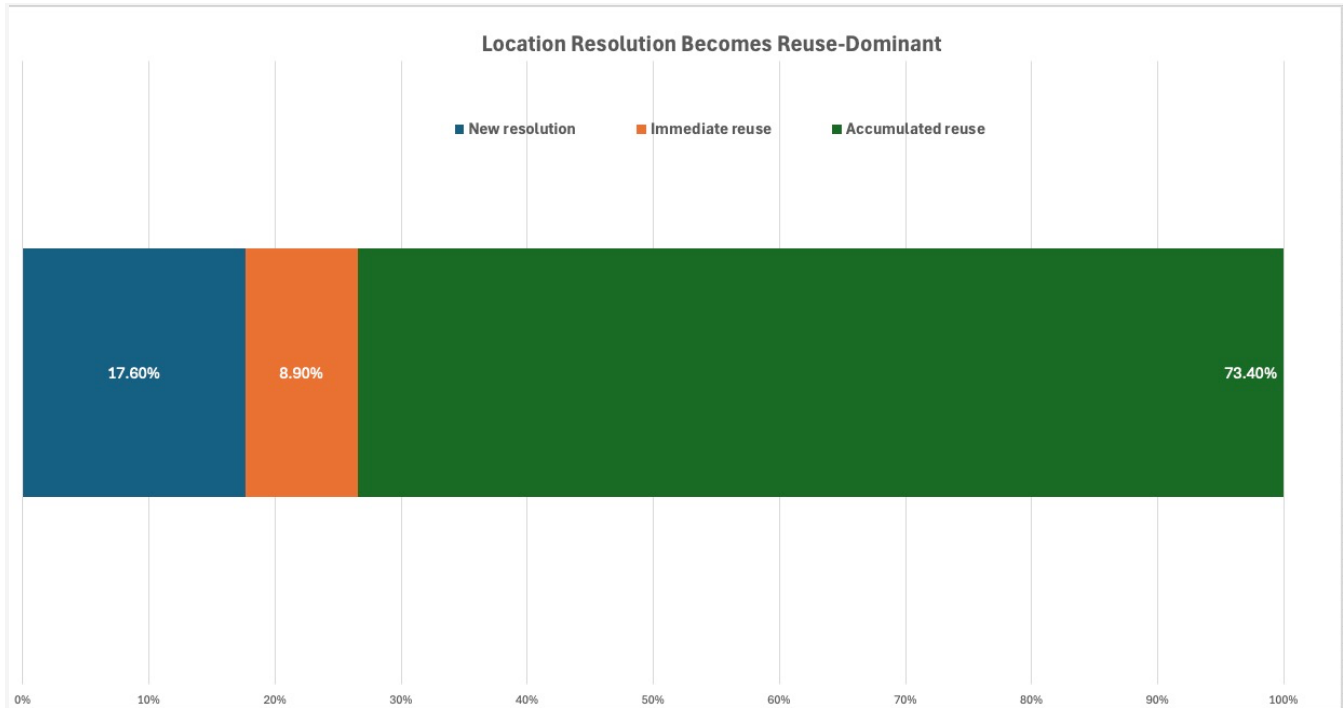 Location Resolution Becomes Reuse-Dominant
New resolution Immediate reuse Accumulated reuse
17.60% 8.90% 73.40%
0% 10% 20% 30% 40% 50% 60% 70% 80% 90% 100%